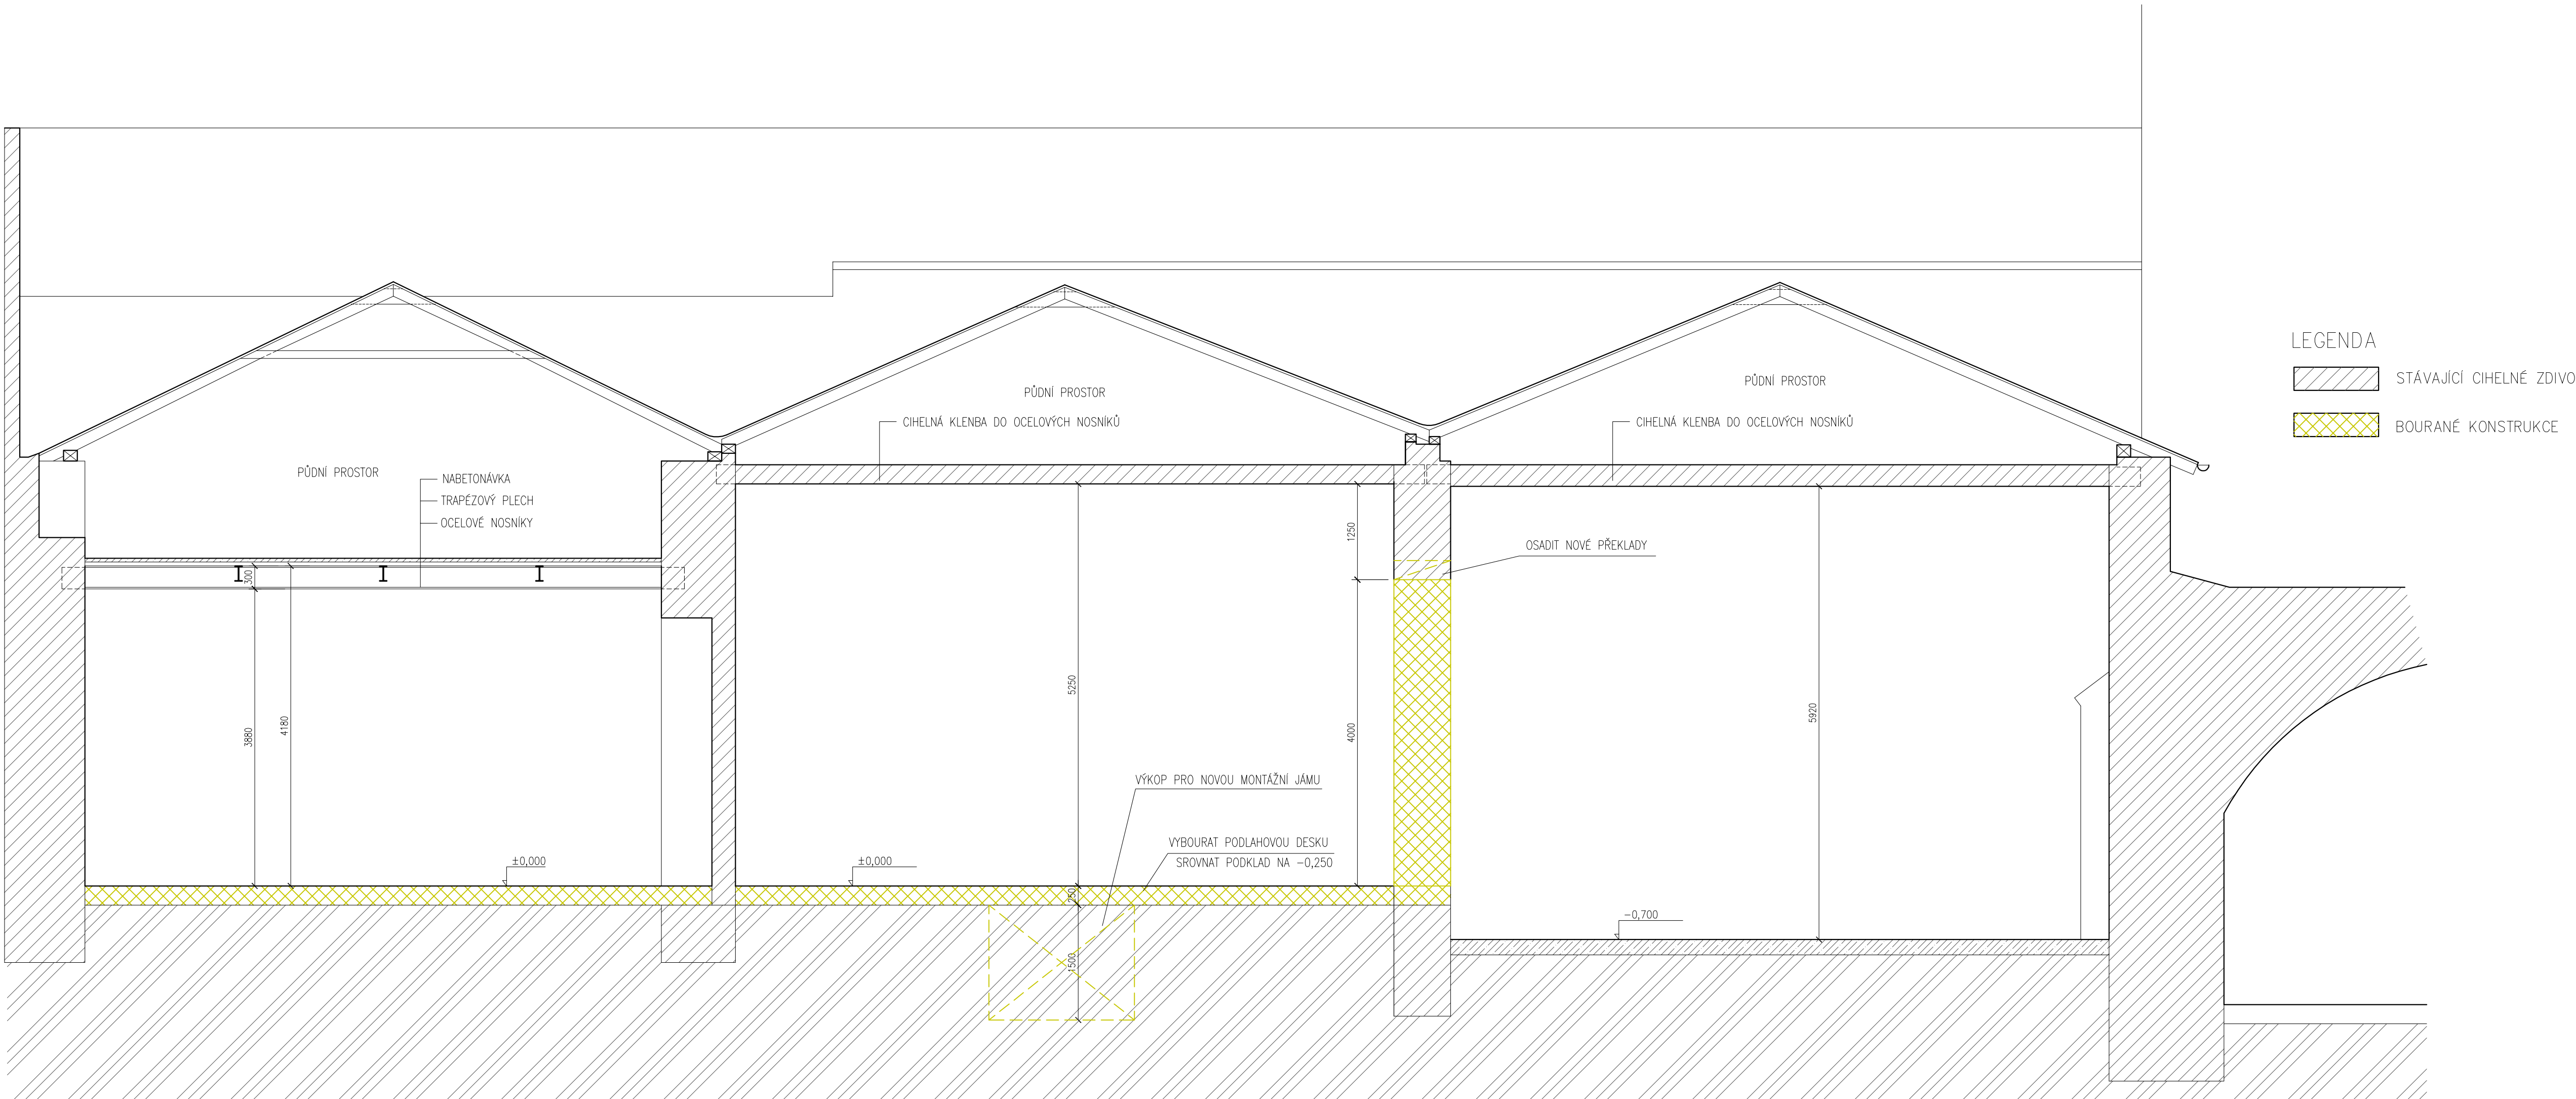 LEGENDA
STÁVAJÍCÍ CIHELNÉ ZDIVO
BOURANÉ KONSTRUKCE
PŮDNÍ PROSTOR
NABETONÁVKA
TRAPÉZOVÝ PLECH
OCELOVÉ NOSNÍKY
300
3880
4180
±0,000
PŮDNÍ PROSTOR
CIHELNÁ KLENBA DO OCELOVÝCH NOSNÍKŮ
5250
1250
4000
OSADIT NOVÉ PŘEKLADY
VÝKOP PRO NOVOU MONTÁŽNÍ JÁMU
VYBOURAT PODLAHOVOU DESKU
SROVNAT PODKLAD NA -0,250
±0,000
250
1500
PŮDNÍ PROSTOR
CIHELNÁ KLENBA DO OCELOVÝCH NOSNÍKŮ
5920
-0,700